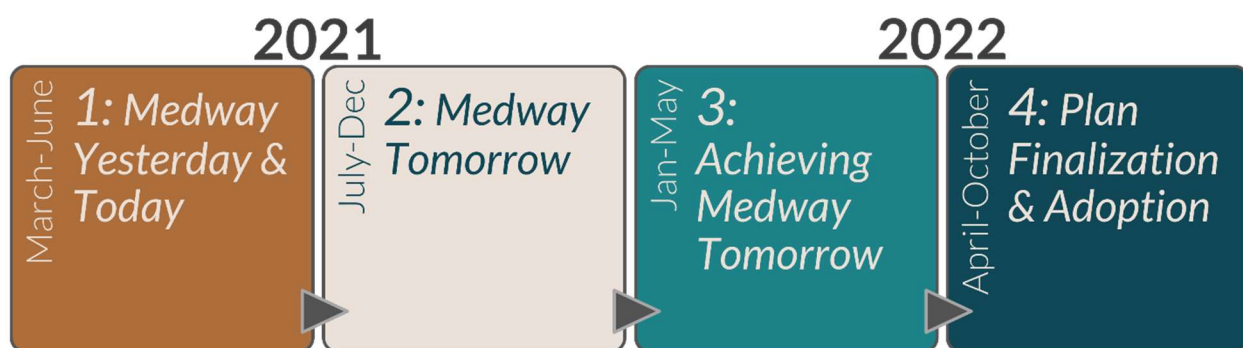 2021
2022
March-June
1: Medway
Yesterday &
Today
July-Dec
2: Medway
Tomorrow
Jan-May
3:
Achieving
Medway
Tomorrow
April-October
4: Plan
Finalization
& Adoption